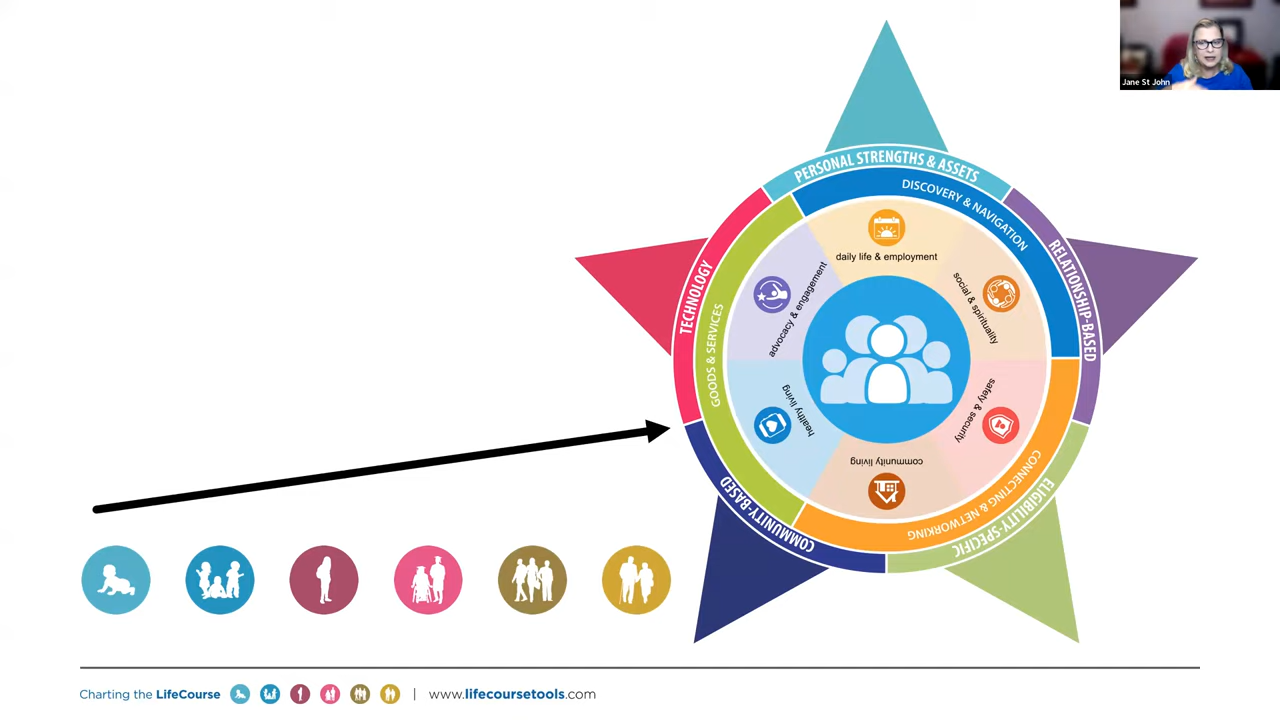 Jane St John
PERSONAL STRENGTHS & ASSETS
DISCOVERY & NAVIGATION
TECHNOLOGY
RELATIONSHIP-BASED
GOODS & SERVICES
daily life & employment
advocacy & engagement
social & spirituality
healthy living
safety & security
community living
CONNECTING & NETWORKING
COMMUNITY-BASED
ELIGIBILITY-SPECIFIC
Charting the LifeCourse | www.lifecoursetools.com